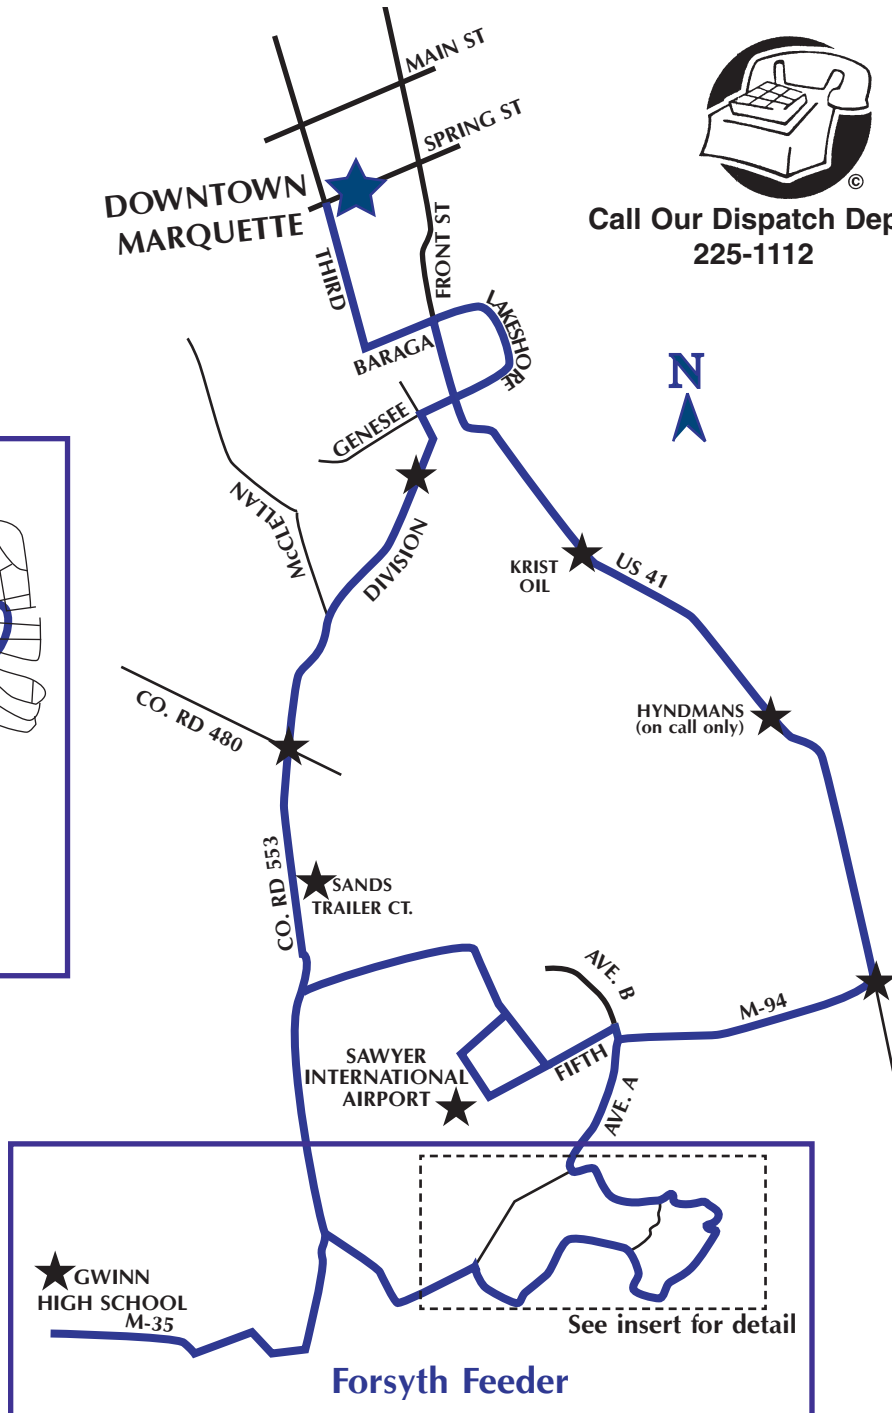 MAIN ST
SPRING ST
DOWNTOWN
MARQUETTE
©
Call Our Dispatch Dep
225-1112
THIRD
FRONT ST
LAKESHORE
BARAGA
N
GENESEE
McCLELLAN
DIVISION
KRIST
OIL
US 41
CO. RD 480
HYNDMANS
(on call only)
CO. RD 553
SANDS
TRAILER CT.
AVE. B
M-94
SAWYER
INTERNATIONAL
AIRPORT
FIFTH
AVE. A
GWINN
HIGH SCHOOL
M-35
See insert for detail
Forsyth Feeder